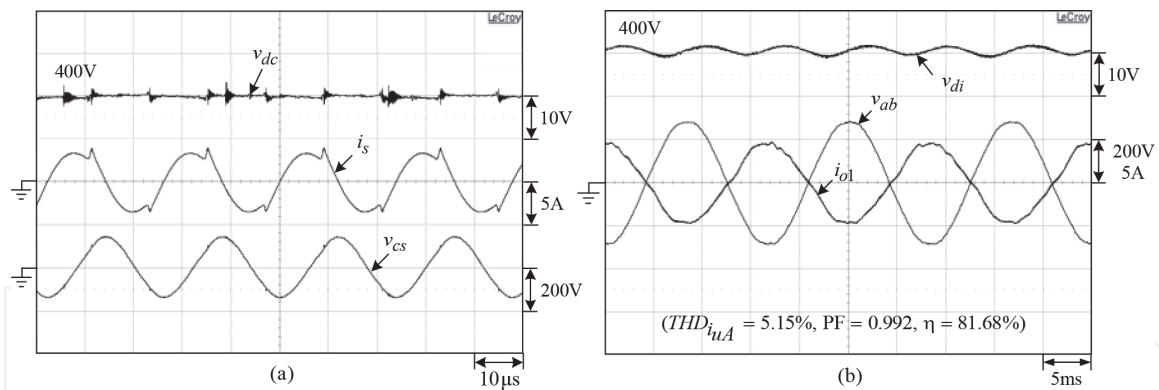 LeCroy
400V
v_dc
10V
i_s
5A
v_cs
200V
(a)
10μs
LeCroy
400V
v_di
10V
v_ab
200V
5A
i_o1
(THD_i_uA = 5.15%, PF = 0.992, η = 81.68%)
(b)
5ms